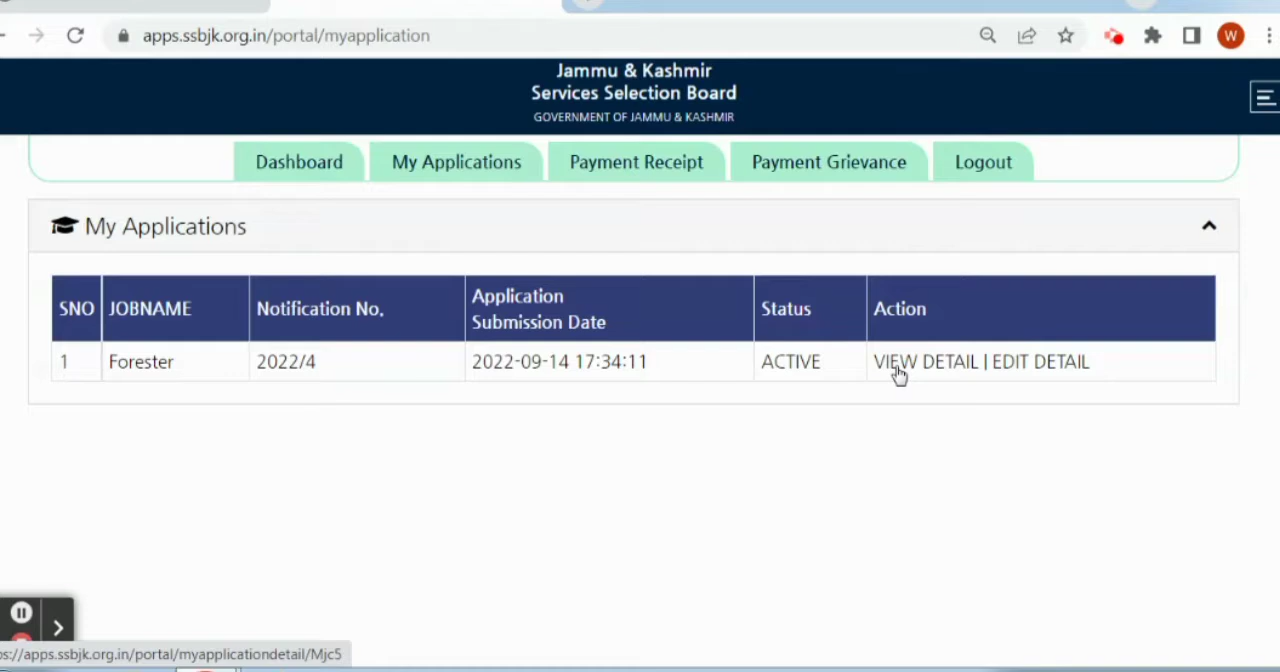 apps.ssbjk.org.in/portal/myapplication
W
Jammu & Kashmir
Services Selection Board
GOVERNMENT OF JAMMU & KASHMIR
Dashboard
My Applications
Payment Receipt
Payment Grievance
Logout
My Applications
SNO
JOBNAME
Notification No.
Application
Submission Date
Status
Action
1
Forester
2022/4
2022-09-14 17:34:11
ACTIVE
VIEW DETAIL | EDIT DETAIL
ps://apps.ssbjk.org.in/portal/myapplicationdetail/Mjc5